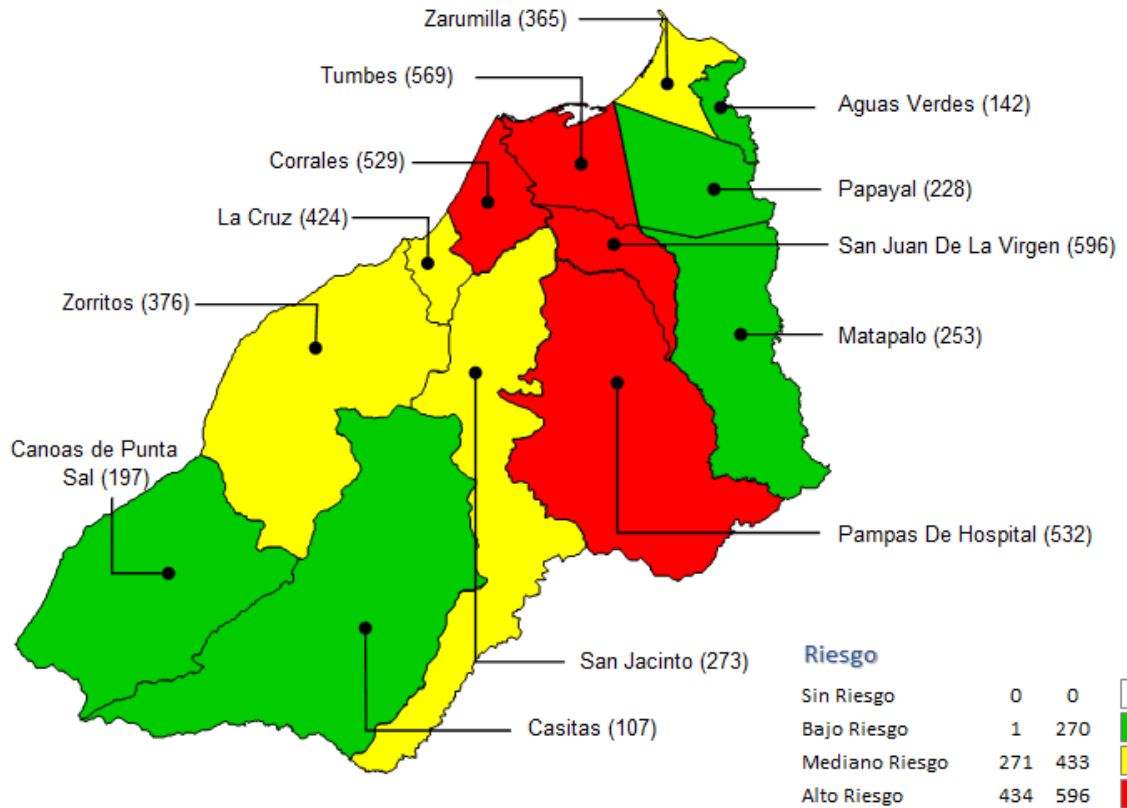 Zarumilla (365)
Tumbes (569)
Aguas Verdes (142)
Corrales (529)
Papayal (228)
La Cruz (424)
San Juan De La Virgen (596)
Zorritos (376)
Matapalo (253)
Canoas de Punta
Sal (197)
Pampas De Hospital (532)
San Jacinto (273)
Casitas (107)
Riesgo
Sin Riesgo 0 0
Bajo Riesgo 1 270
Mediano Riesgo 271 433
Alto Riesgo 434 596